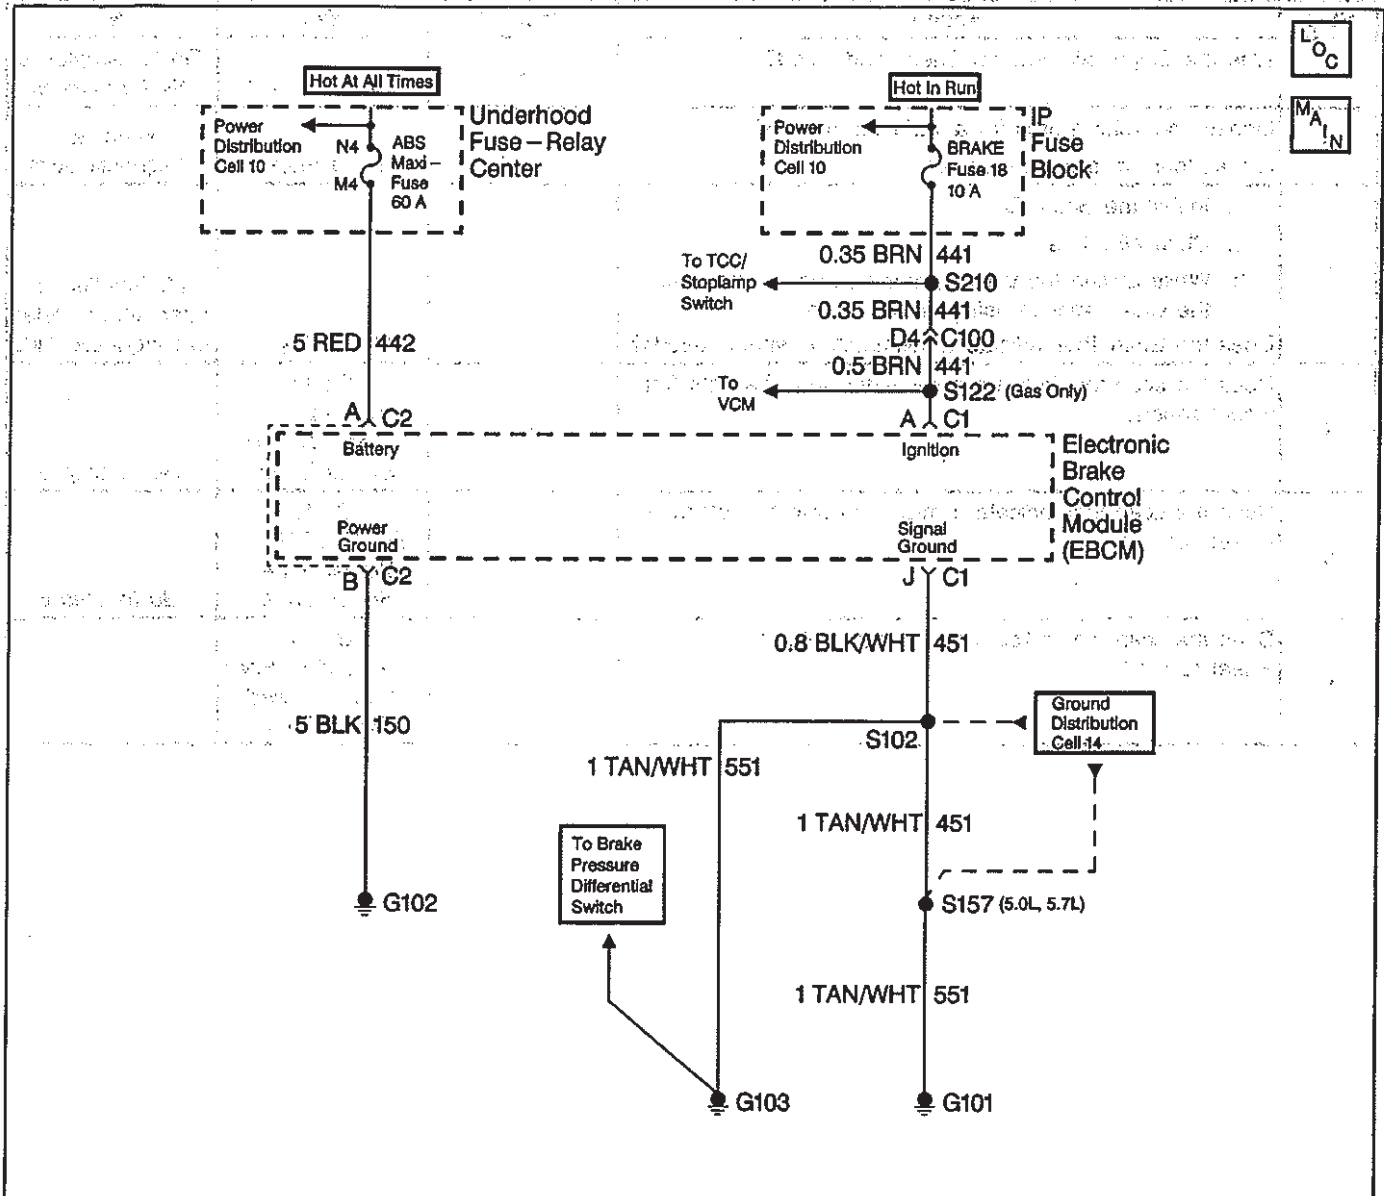 L
O
C
M
A
I
N
Hot At All Times
Hot In Run
Power
Distribution
Cell 10
N4
M4
ABS
Maxi–
Fuse
60 A
Underhood
Fuse–Relay
Center
Power
Distribution
Cell 10
BRAKE
Fuse 18
10 A
IP
Fuse
Block
0.35 BRN 441
To TCC/
Stoplamp
Switch
S210
0.35 BRN 441
D4 C100
5 RED 442
0.5 BRN 441
To
VCM
S122 (Gas Only)
A C2
A C1
Battery
Ignition
Electronic
Brake
Control
Module
(EBCM)
Power
Ground
Signal
Ground
B C2
J C1
0.8 BLK/WHT 451
5 BLK 150
S102
Ground
Distribution
Cell 14
1 TAN/WHT 551
1 TAN/WHT 451
To Brake
Pressure
Differential
Switch
G102
S157 (5.0L, 5.7L)
1 TAN/WHT 551
G103
G101